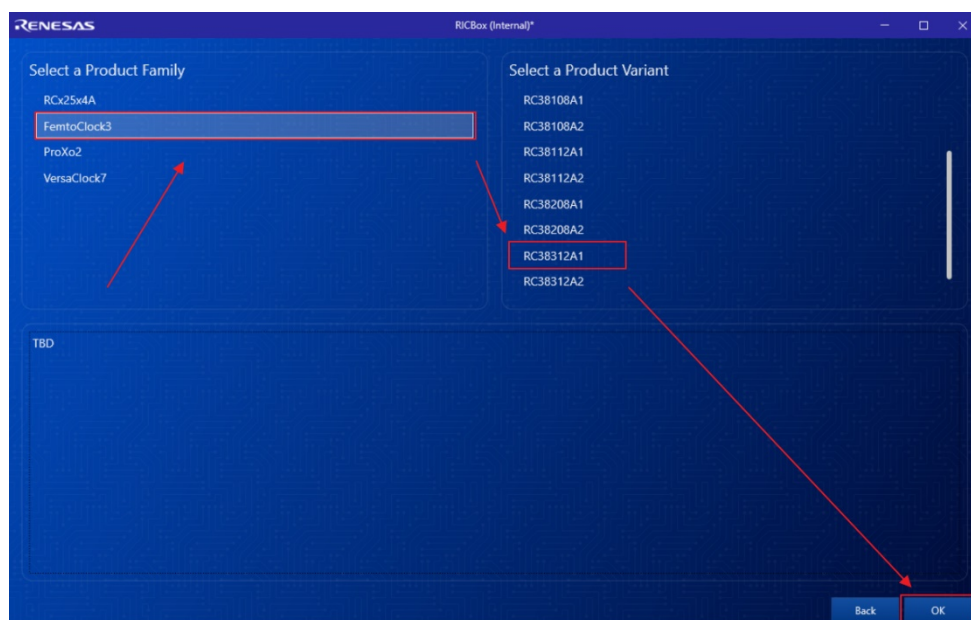 RENESAS
RICBox (Internal)*
Select a Product Family
RCx25x4A
FemtoClock3
ProXo2
VersaClock7
Select a Product Variant
RC38108A1
RC38108A2
RC38112A1
RC38112A2
RC38208A1
RC38208A2
RC38312A1
RC38312A2
TBD
Back
OK